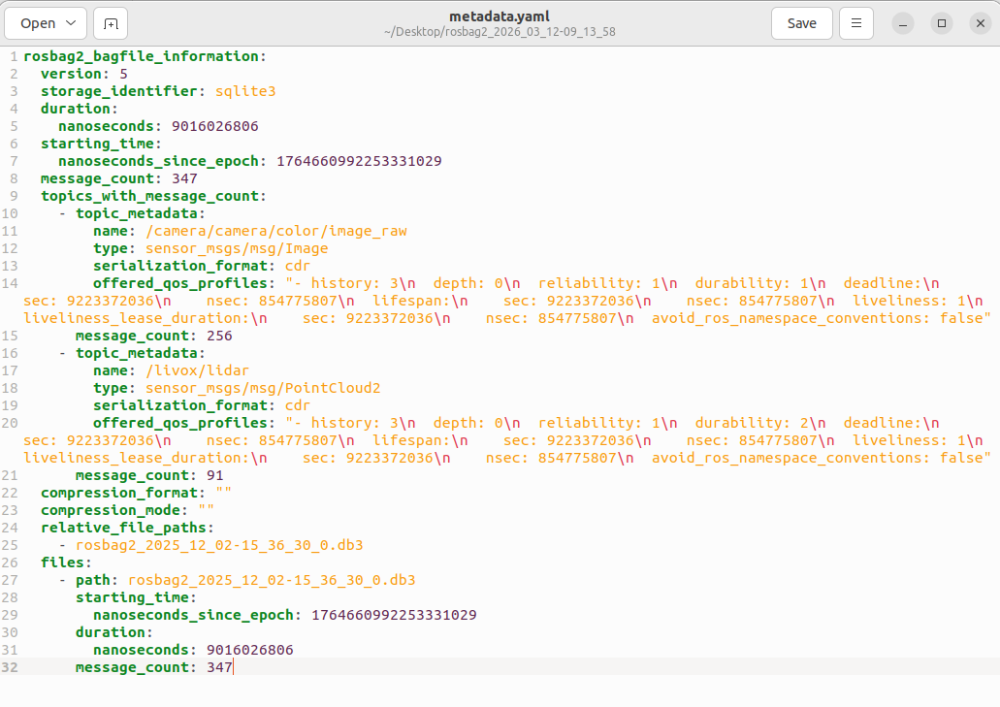 Open
metadata.yaml
~/Desktop/rosbag2_2026_03_12-09_13_58
Save
1 rosbag2_bagfile_information:
2   version: 5
3   storage_identifier: sqlite3
4   duration:
5     nanoseconds: 9016026806
6   starting_time:
7     nanoseconds_since_epoch: 1764660992253331029
8   message_count: 347
9   topics_with_message_count:
10     - topic_metadata:
11         name: /camera/camera/color/image_raw
12         type: sensor_msgs/msg/Image
13         serialization_format: cdr
14         offered_qos_profiles: "- history: 3\n  depth: 0\n  reliability: 1\n  durability: 1\n  deadline:\n
sec: 9223372036\n    nsec: 854775807\n  lifespan:\n    sec: 9223372036\n    nsec: 854775807\n  liveliness: 1\n
liveliness_lease_duration:\n    sec: 9223372036\n    nsec: 854775807\n  avoid_ros_namespace_conventions: false"
15       message_count: 256
16     - topic_metadata:
17         name: /livox/lidar
18         type: sensor_msgs/msg/PointCloud2
19         serialization_format: cdr
20         offered_qos_profiles: "- history: 3\n  depth: 0\n  reliability: 1\n  durability: 2\n  deadline:\n
sec: 9223372036\n    nsec: 854775807\n  lifespan:\n    sec: 9223372036\n    nsec: 854775807\n  liveliness: 1\n
liveliness_lease_duration:\n    sec: 9223372036\n    nsec: 854775807\n  avoid_ros_namespace_conventions: false"
21       message_count: 91
22   compression_format: ""
23   compression_mode: ""
24   relative_file_paths:
25     - rosbag2_2025_12_02-15_36_30_0.db3
26   files:
27     - path: rosbag2_2025_12_02-15_36_30_0.db3
28       starting_time:
29         nanoseconds_since_epoch: 1764660992253331029
30       duration:
31         nanoseconds: 9016026806
32       message_count: 347